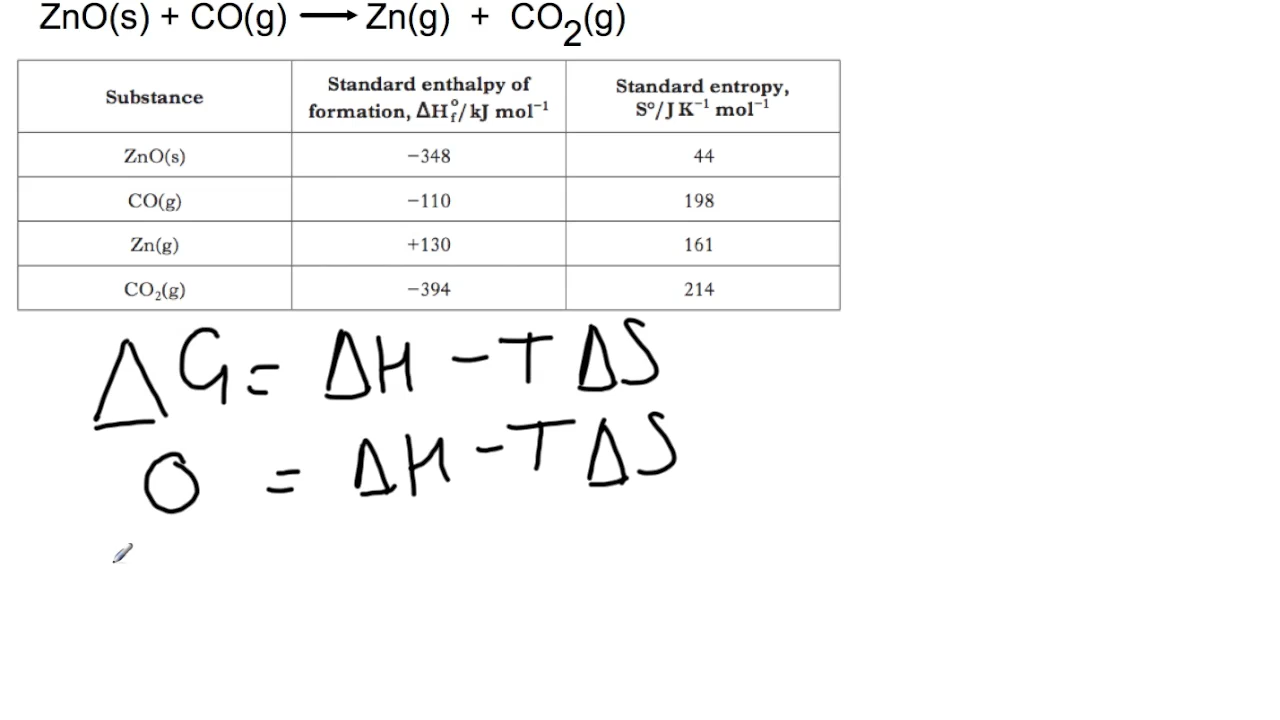 ZnO(s) + CO(g) ⟶ Zn(g) + CO₂(g)
Substance
Standard enthalpy of
formation, ΔH°f/kJ mol⁻¹
Standard entropy,
S°/J K⁻¹ mol⁻¹
ZnO(s) −348 44
CO(g) −110 198
Zn(g) +130 161
CO₂(g) −394 214
ΔG = ΔH − TΔS
0 = ΔH − TΔS